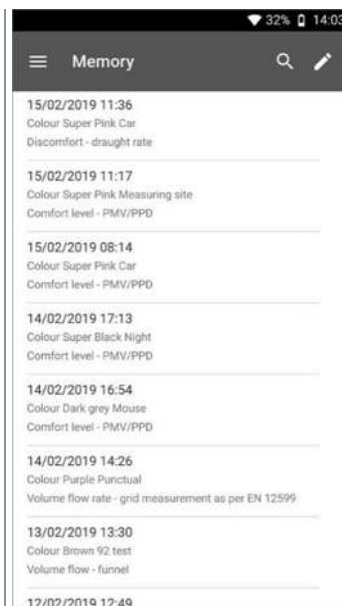 32% 14:03
Memory
15/02/2019 11:36
Colour Super Pink Car
Discomfort - draught rate
15/02/2019 11:17
Colour Super Pink Measuring site
Comfort level - PMV/PPD
15/02/2019 08:14
Colour Super Pink Car
Comfort level - PMV/PPD
14/02/2019 17:13
Colour Super Black Night
Comfort level - PMV/PPD
14/02/2019 16:54
Colour Dark grey Mouse
Comfort level - PMV/PPD
14/02/2019 14:26
Colour Purple Punctual
Volume flow rate - grid measurement as per EN 12599
13/02/2019 13:30
Colour Brown 92 test
Volume flow - funnel
12/02/2019 12:49